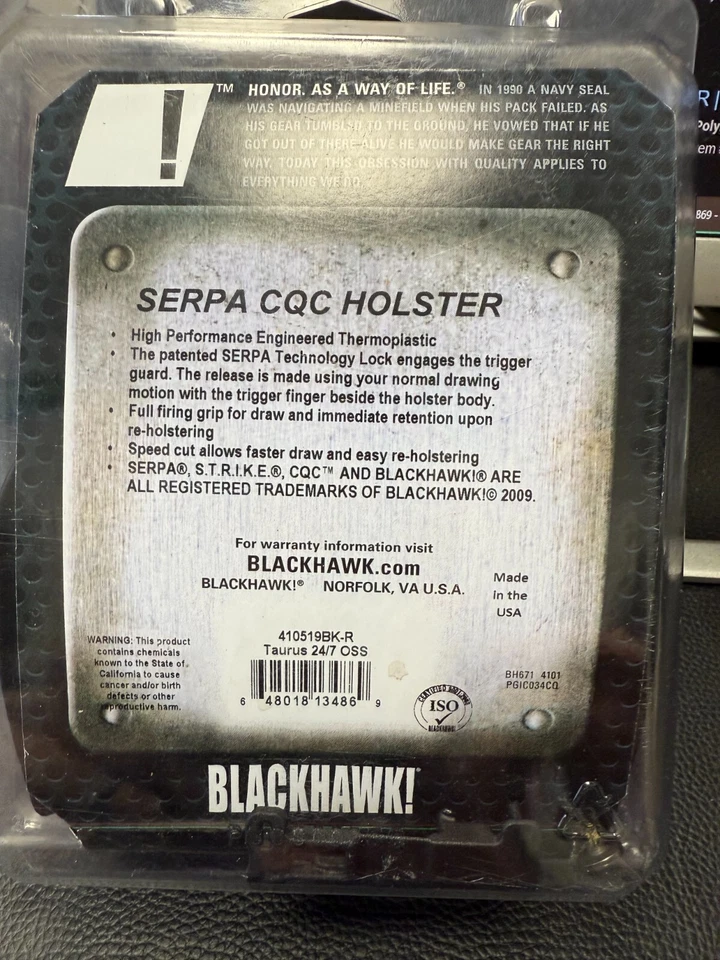 ! ™ HONOR. AS A WAY OF LIFE.® IN 1990 A NAVY SEAL
WAS NAVIGATING A MINEFIELD WHEN HIS PACK FAILED. AS
HIS GEAR TUMBLED TO THE GROUND, HE VOWED THAT IF HE
GOT OUT OF THERE ALIVE HE WOULD MAKE GEAR THE RIGHT
WAY. TODAY THIS OBSESSION WITH QUALITY APPLIES TO
EVERYTHING WE DO.
SERPA CQC HOLSTER
• High Performance Engineered Thermoplastic
• The patented SERPA Technology Lock engages the trigger
guard. The release is made using your normal drawing
motion with the trigger finger beside the holster body.
• Full firing grip for draw and immediate retention upon
re-holstering
• Speed cut allows faster draw and easy re-holstering
• SERPA®, S.T.R.I.K.E.®, CQC™ AND BLACKHAWK!® ARE
ALL REGISTERED TRADEMARKS OF BLACKHAWK!© 2009.
For warranty information visit
BLACKHAWK.com
BLACKHAWK!® NORFOLK, VA U.S.A.
Made
in the
USA
WARNING: This product
contains chemicals
known to the State of
California to cause
cancer and/or birth
defects or other
reproductive harm.
410519BK-R
Taurus 24/7 OSS
6 48018 13486 9
ISO
BLACKHAWK!
BH671 4101
PGIC034CQ
BLACKHAWK!
869 -